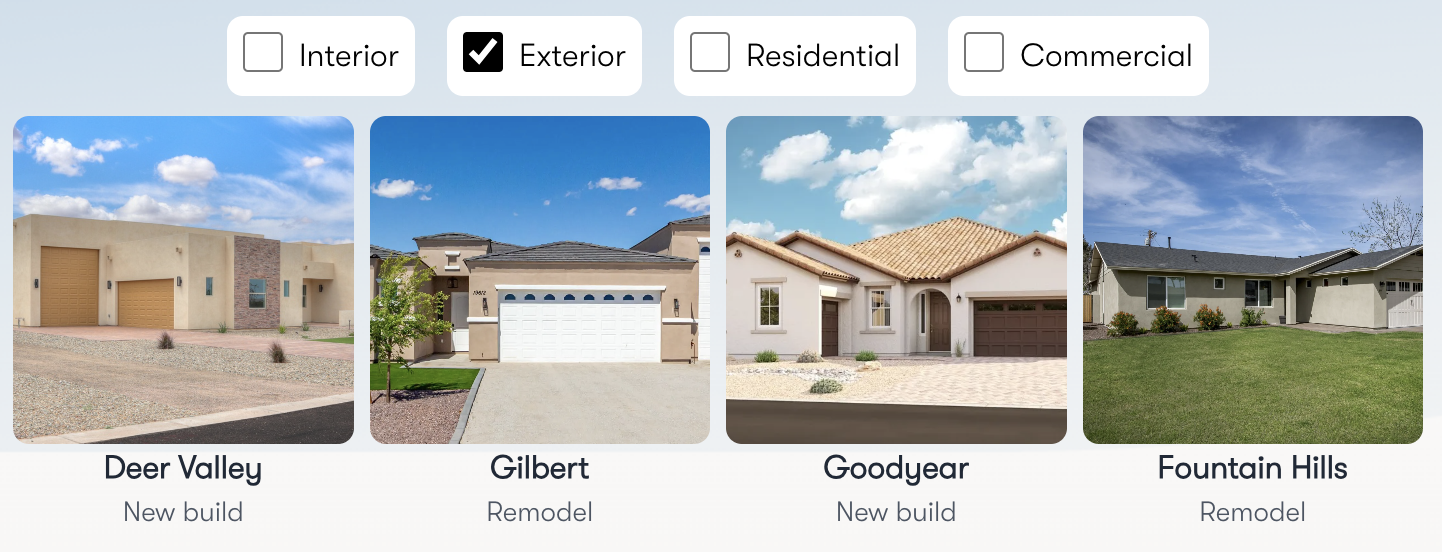 Interior
Exterior
Residential
Commercial
Deer Valley
New build
Gilbert
Remodel
Goodyear
New build
Fountain Hills
Remodel